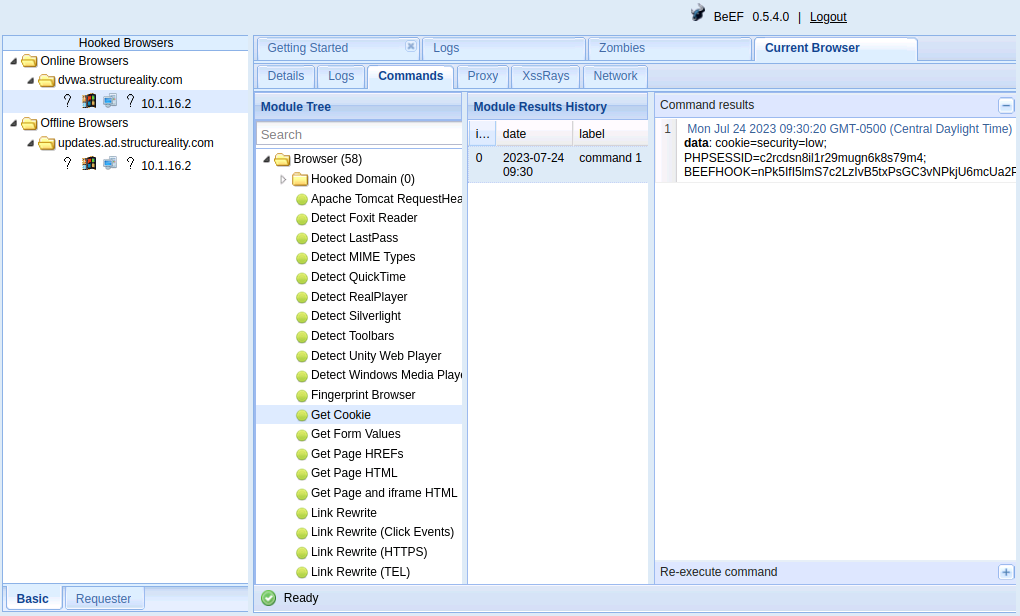 BeEF 0.5.4.0 | Logout
Hooked Browsers
Online Browsers
dvwa.structureality.com
? ? 10.1.16.2
Offline Browsers
updates.ad.structureality.com
? ? 10.1.16.2
Basic Requester
Getting Started Logs Zombies Current Browser
Details Logs Commands Proxy XssRays Network
Module Tree
Search
Browser (58)
Hooked Domain (0)
Apache Tomcat RequestHea
Detect Foxit Reader
Detect LastPass
Detect MIME Types
Detect QuickTime
Detect RealPlayer
Detect Silverlight
Detect Toolbars
Detect Unity Web Player
Detect Windows Media Playe
Fingerprint Browser
Get Cookie
Get Form Values
Get Page HREFs
Get Page HTML
Get Page and iframe HTML
Link Rewrite
Link Rewrite (Click Events)
Link Rewrite (HTTPS)
Link Rewrite (TEL)
Module Results History
i... date label
0 2023-07-24 command 1
09:30
Command results
1 Mon Jul 24 2023 09:30:20 GMT-0500 (Central Daylight Time)
data: cookie=security=low;
PHPSESSID=c2rcdsn8il1r29mugn6k8s79m4;
BEEFHOOK=nPk5IfI5lmS7c2LzIvB5txPsGC3vNPkjU6mcUa2P
Re-execute command
Ready